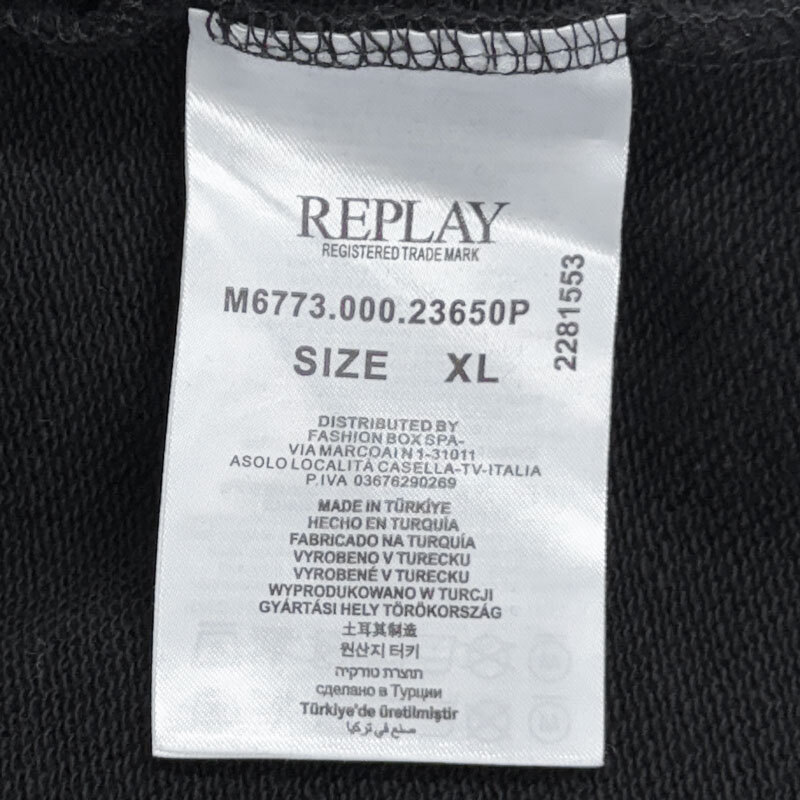 REPLAY
REGISTERED TRADE MARK
M6773.000.23650P
2281553
SIZE XL
DISTRIBUTED BY
FASHION BOX SPA-
VIA MARCOAI N 1-31011
ASOLO LOCALITÀ CASELLA-TV-ITALIA
P.IVA 03676290269
MADE IN TÜRKİYE
HECHO EN TURQUÍA
FABRICADO NA TURQUÍA
VYROBENO V TURECKU
VYROBENÉ V TURECKU
WYPRODUKOWANO W TURCJI
GYÁRTÁSI HELY TÖRÖKORSZÁG
土耳其制造
원산지 터키
תוצרת טורקיה
сделано в Турции
Türkiye'de üretilmiştir
صنع في تركيا